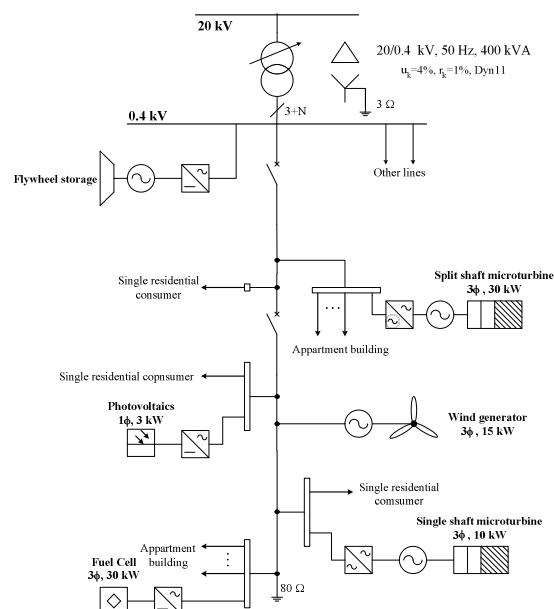 20 kV
20/0.4 kV, 50 Hz, 400 kVA
uk=4%, rk=1%, Dyn11
3+N
3 Ω
0.4 kV
Flywheel storage
Other lines
Single residential
consumer
Split shaft microturbine
3ϕ , 30 kW
Appartment building
Single residential copnsumer
Photovoltaics
1ϕ, 3 kW
Wind generator
3ϕ, 15 kW
Single residential
comsumer
Single shaft microturbine
3ϕ , 10 kW
Appartment
building
Fuel Cell
3ϕ, 30 kW
80 Ω